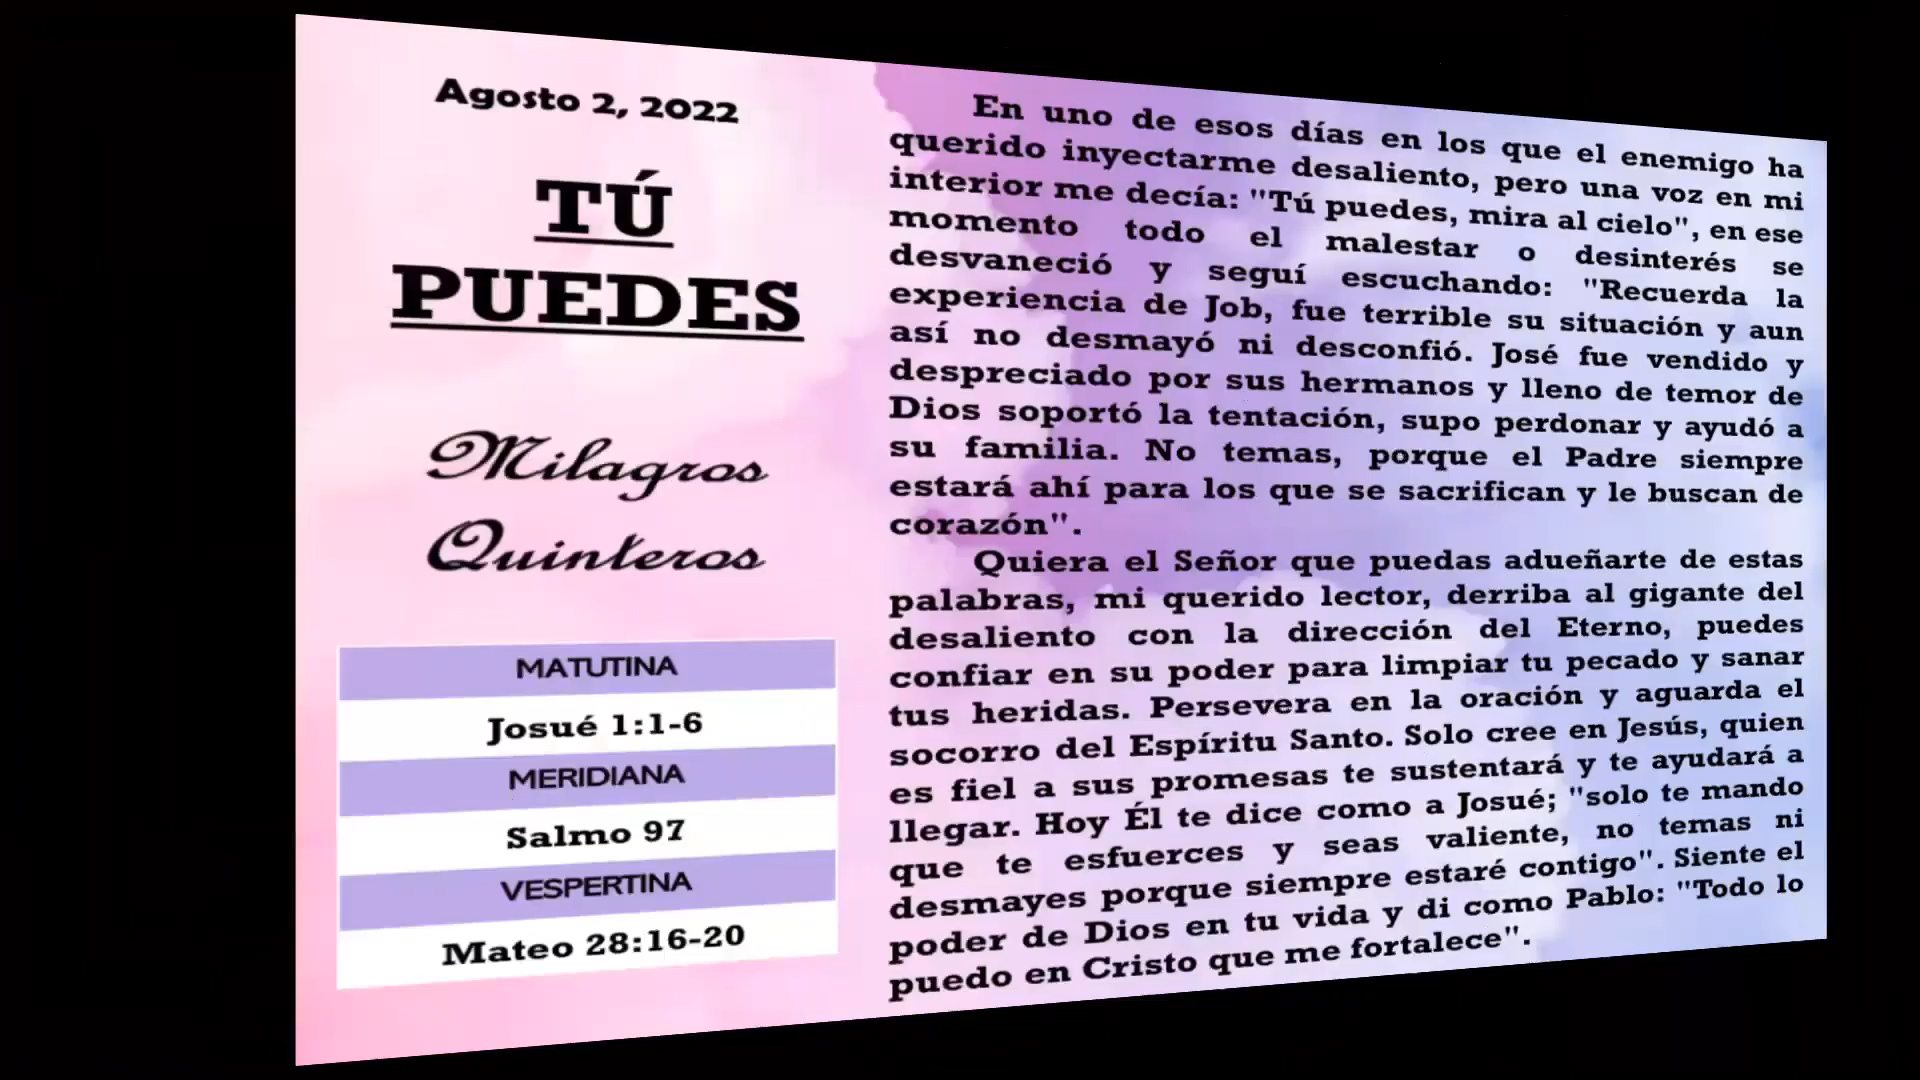 Agosto 2, 2022
TÚ
PUEDES
Milagros
Quinteros
MATUTINA
Josué 1:1-6
MERIDIANA
Salmo 97
VESPERTINA
Mateo 28:16-20
En uno de esos días en los que el enemigo ha
querido inyectarme desaliento, pero una voz en mi
interior me decía: "Tú puedes, mira al cielo", en ese
momento todo el malestar o desinterés se
desvaneció y seguí escuchando: "Recuerda la
experiencia de Job, fue terrible su situación y aun
así no desmayó ni desconfió. José fue vendido y
despreciado por sus hermanos y lleno de temor de
Dios soportó la tentación, supo perdonar y ayudó a
su familia. No temas, porque el Padre siempre
estará ahí para los que se sacrifican y le buscan de
corazón".
Quiera el Señor que puedas adueñarte de estas
palabras, mi querido lector, derriba al gigante del
desaliento con la dirección del Eterno, puedes
confiar en su poder para limpiar tu pecado y sanar
tus heridas. Persevera en la oración y aguarda el
socorro del Espíritu Santo. Solo cree en Jesús, quien
es fiel a sus promesas te sustentará y te ayudará a
llegar. Hoy Él te dice como a Josué; "solo te mando
que te esfuerces y seas valiente, no temas ni
desmayes porque siempre estaré contigo". Siente el
poder de Dios en tu vida y di como Pablo: "Todo lo
puedo en Cristo que me fortalece".